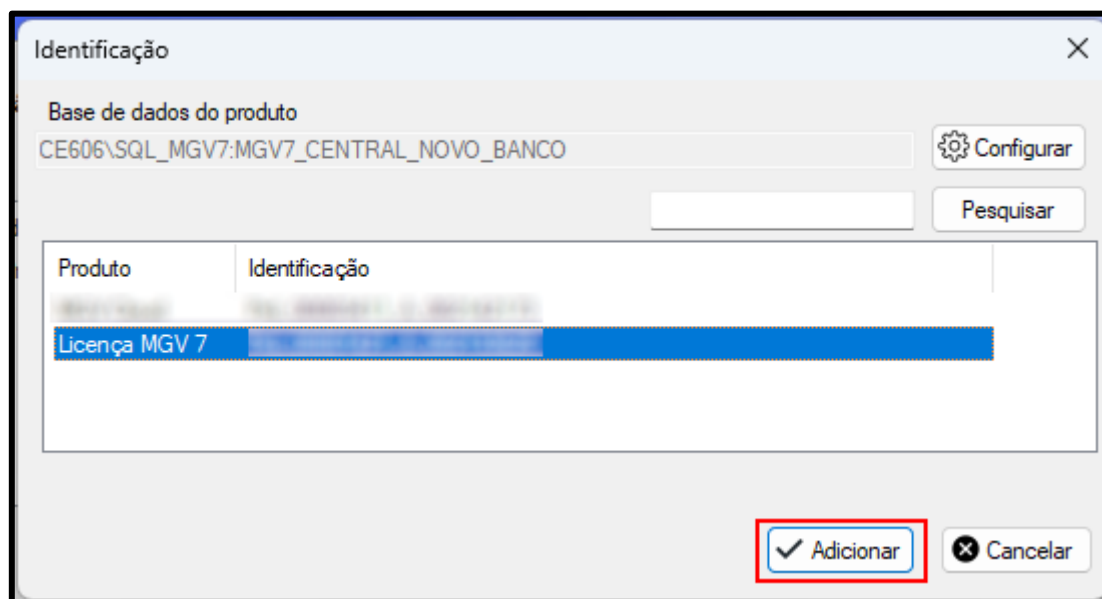 Identificação
Base de dados do produto
CE606\SQL_MGV7:MGV7_CENTRAL_NOVO_BANCO
Configurar
Pesquisar
Produto Identificação
Licença MGV 7
Adicionar
Cancelar